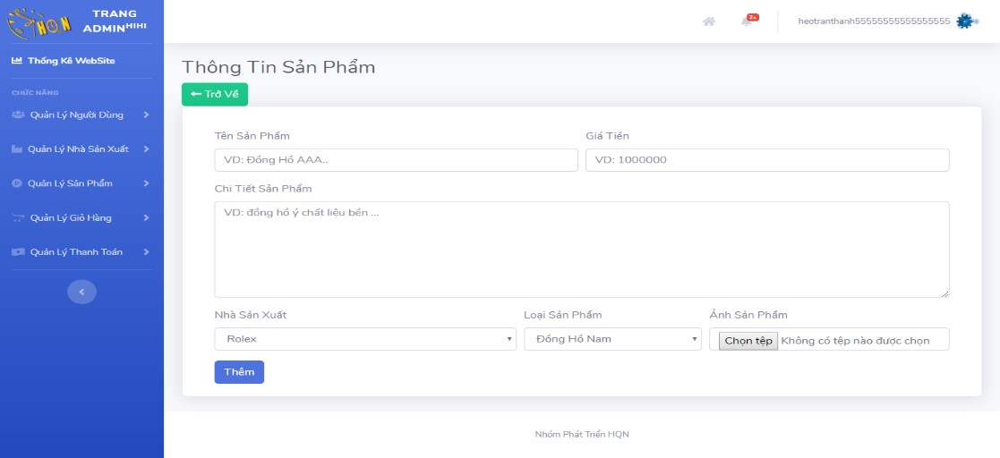 HQN
TRANG
ADMINHIHI
heotranthanh55555555555555555
Thống Kê WebSite
CHỨC NĂNG
Quản Lý Người Dùng
Quản Lý Nhà Sản Xuất
Quản Lý Sản Phẩm
Quản Lý Giỏ Hàng
Quản Lý Thanh Toán
Thông Tin Sản Phẩm
Trở Về
Tên Sản Phẩm
Giá Tiền
VD: Đồng Hồ AAA..
VD: 1000000
Chi Tiết Sản Phẩm
VD: đồng hồ ý chất liệu bền ...
Nhà Sản Xuất
Loại Sản Phẩm
Ảnh Sản Phẩm
Rolex
Đồng Hồ Nam
Chọn tệp Không có tệp nào được chọn
Thêm
Nhóm Phát Triển HQN